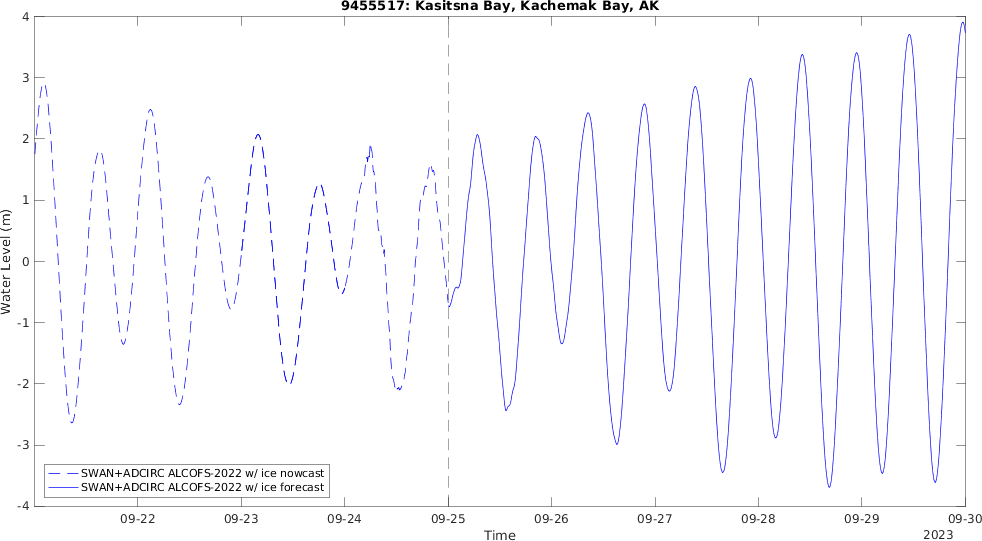 9455517: Kasitsna Bay, Kachemak Bay, AK
4
3
2
1
0
-1
-2
-3
-4
Water Level (m)
SWAN+ADCIRC ALCOFS-2022 w/ ice nowcast
SWAN+ADCIRC ALCOFS-2022 w/ ice forecast
09-22 09-23 09-24 09-25 09-26 09-27 09-28 09-29 09-30
Time
2023